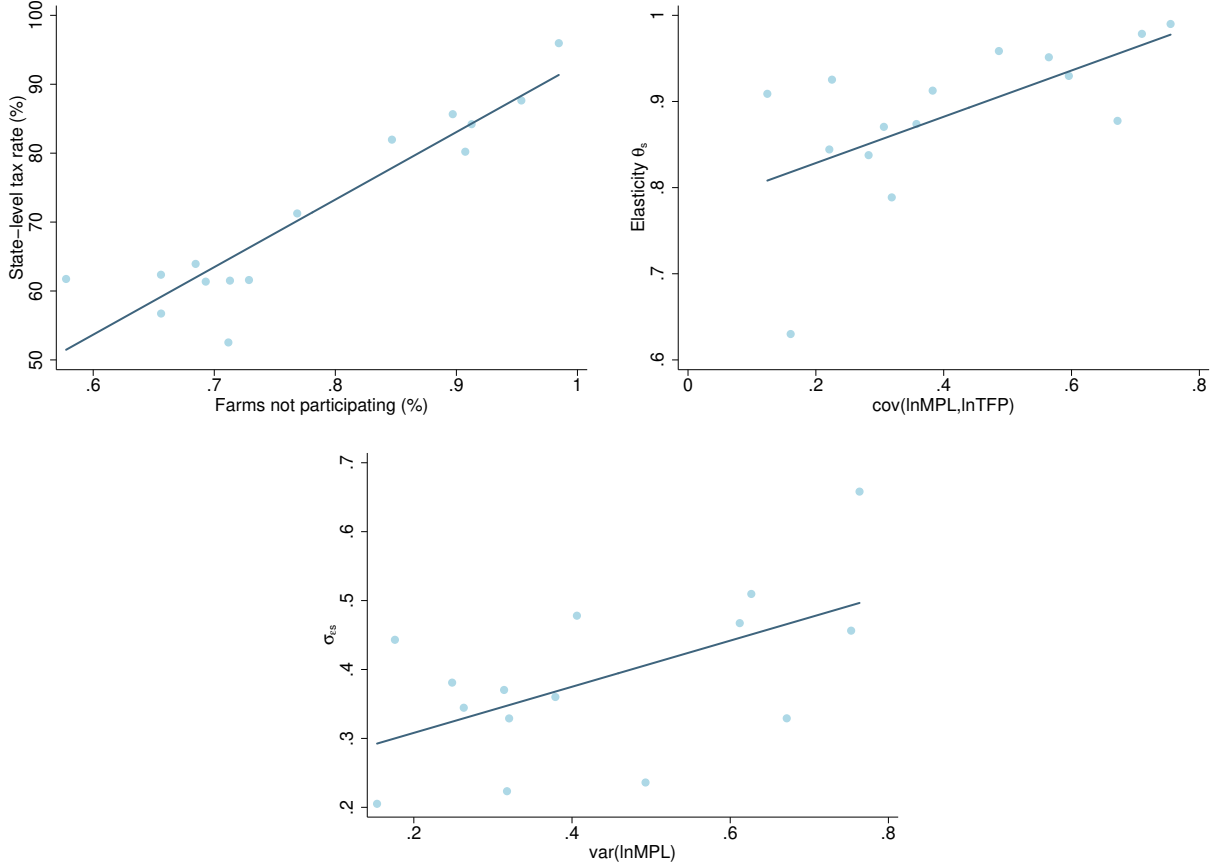 100
90
80
70
60
50
State−level tax rate (%)
.6 .7 .8 .9 1
Farms not participating (%)
1
.9
.8
.7
.6
Elasticity θs
0 .2 .4 .6 .8
cov(lnMPL,lnTFP)
.7
.6
.5
.4
.3
.2
σεs
.2 .4 .6 .8
var(lnMPL)